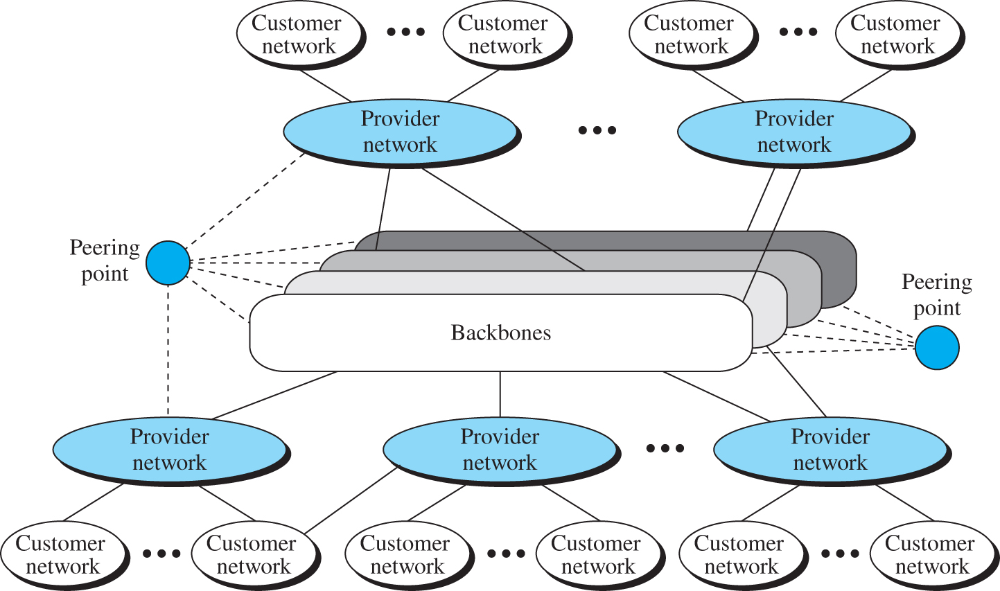 Customer
network
Customer
network
Customer
network
Customer
network
Provider
network
Provider
network
Peering
point
Peering
point
Backbones
Provider
network
Provider
network
Provider
network
Customer
network
Customer
network
Customer
network
Customer
network
Customer
network
Customer
network